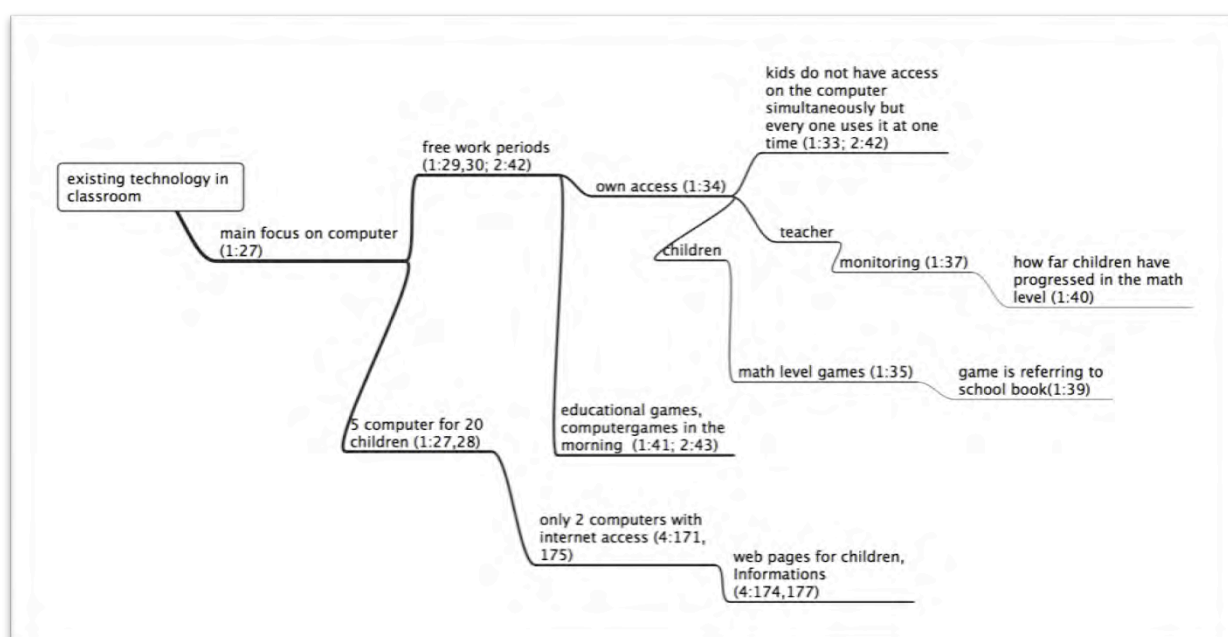 existing technology in
classroom
main focus on computer
(1:27)
free work periods
(1:29,30; 2:42)
own access (1:34)
kids do not have access
on the computer
simultaneously but
every one uses it at one
time (1:33; 2:42)
teacher
monitoring (1:37)
how far children have
progressed in the math
level (1:40)
children
math level games (1:35)
game is referring to
school book(1:39)
educational games,
computergames in the
morning (1:41; 2:43)
5 computer for 20
children (1:27,28)
only 2 computers with
internet access (4:171,
175)
web pages for children,
Informations
(4:174,177)